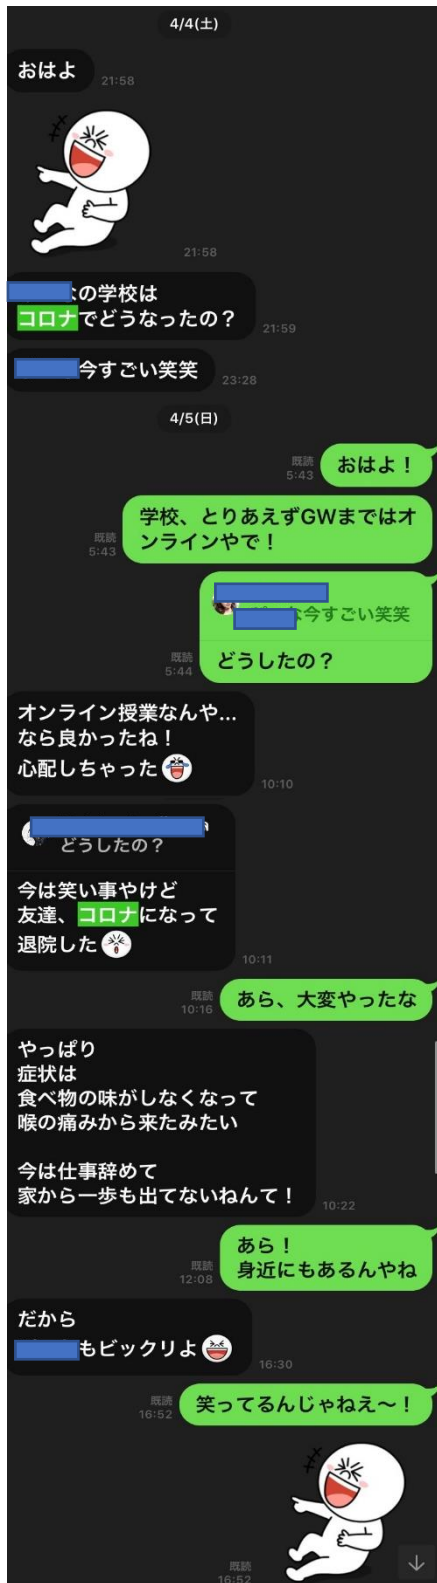 4/4(土)
おはよ
21:58
21:58
なの学校は
コロナでどうなったの？
21:59
今すごい笑笑
23:28
4/5(日)
既読
5:43
おはよ！
学校、とりあえずGWまではオ
ンラインやで！
既読
5:43
な今すごい笑笑
どうしたの？
既読
5:44
オンライン授業なんや...
なら良かったね！
心配しちゃった
10:10
どうしたの？
今は笑い事やけど
友達、コロナになって
退院した
10:11
既読
10:16
あら、大変やったな
やっぱり
症状は
食べ物の味がしなくなって
喉の痛みから来たみたい
今は仕事辞めて
家から一歩も出てないねんて！
10:22
あら！
身近にもあるんやね
既読
12:08
だから
もビックリよ
16:30
既読
16:52
笑ってるんじゃねえ〜！
既読
16:52